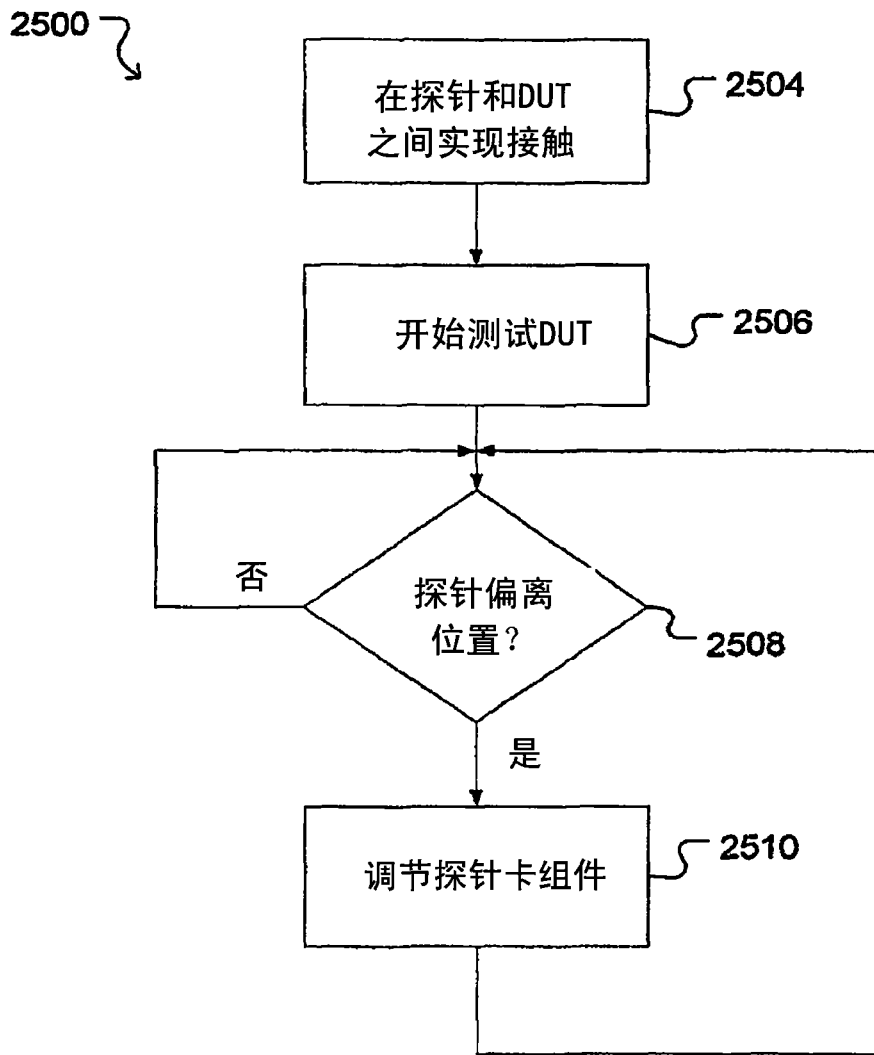 2500
在探针和DUT
之间实现接触
2504
开始测试DUT
2506
否
探针偏离
位置?
2508
是
调节探针卡组件
2510